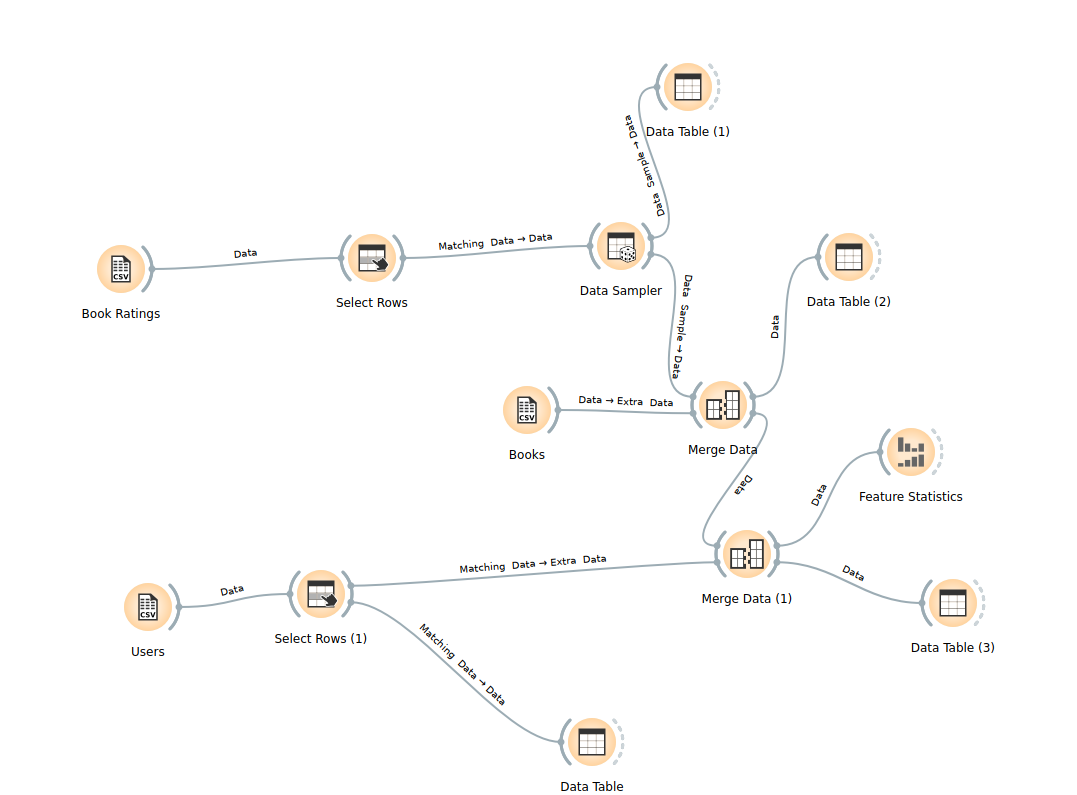 Data Table (1)
Data Sample → Data
Book Ratings
CSV
Data
Select Rows
Matching Data → Data
Data Sampler
Data Sample → Data
Data Table (2)
Data
Books
CSV
Data → Extra Data
Merge Data
Data
Feature Statistics
Data
Users
CSV
Data
Select Rows (1)
Matching Data → Extra Data
Merge Data (1)
Data
Data Table (3)
Matching Data → Data
Data Table